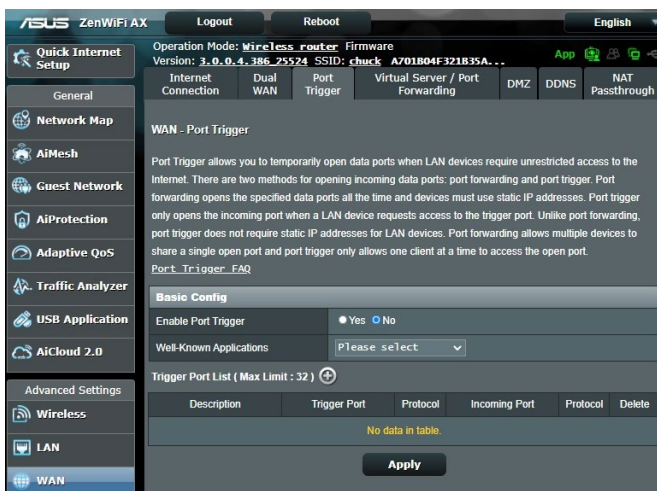 ASUS ZenWiFi AX
Logout
Reboot
English
Quick Internet
Setup
Operation Mode: Wireless router Firmware
Version: 3.0.0.4.386_25524 SSID: chuck A701B04F321B35A...
App
Internet
Connection
Dual
WAN
Port
Trigger
Virtual Server / Port
Forwarding
DMZ
DDNS
NAT
Passthrough
General
Network Map
AiMesh
Guest Network
AiProtection
Adaptive QoS
Traffic Analyzer
USB Application
AiCloud 2.0
Advanced Settings
Wireless
LAN
WAN
WAN - Port Trigger
Port Trigger allows you to temporarily open data ports when LAN devices require unrestricted access to the
Internet. There are two methods for opening incoming data ports: port forwarding and port trigger. Port
forwarding opens the specified data ports all the time and devices must use static IP addresses. Port trigger
only opens the incoming port when a LAN device requests access to the trigger port. Unlike port forwarding,
port trigger does not require static IP addresses for LAN devices. Port forwarding allows multiple devices to
share a single open port and port trigger only allows one client at a time to access the open port.
Port Trigger FAQ
Basic Config
Enable Port Trigger
Yes No
Well-Known Applications
Please select
Trigger Port List ( Max Limit : 32 )
Description Trigger Port Protocol Incoming Port Protocol Delete
No data in table.
Apply